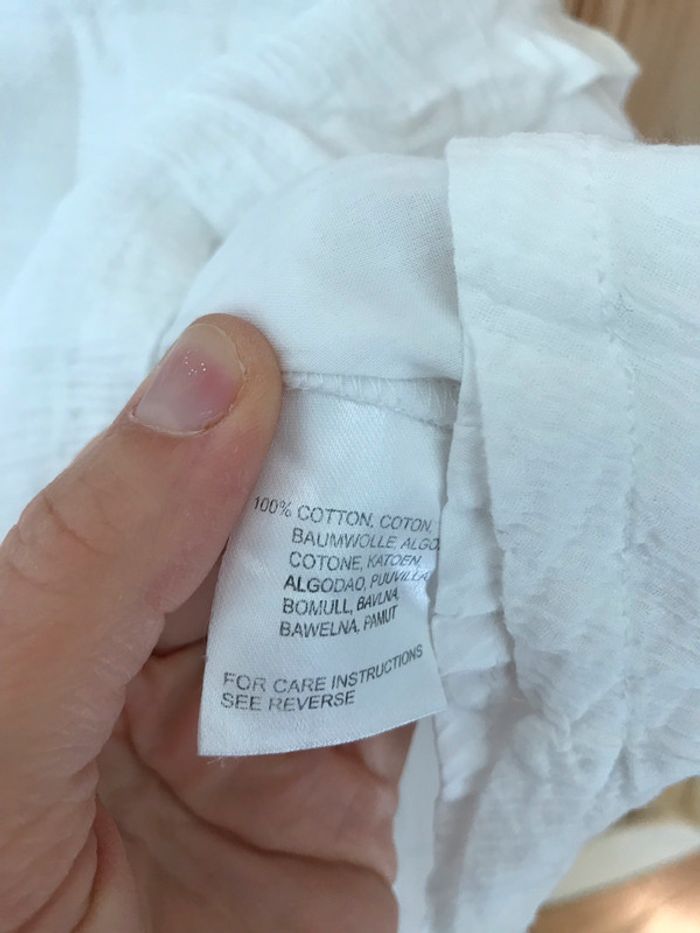 100% COTTON, COTON,
BAUMWOLLE, ALGO
COTONE, KATOEN,
ALGODAO, PUUVILLA
BOMULL, BAVLNA,
BAWELNA, PAMUT
FOR CARE INSTRUCTIONS
SEE REVERSE